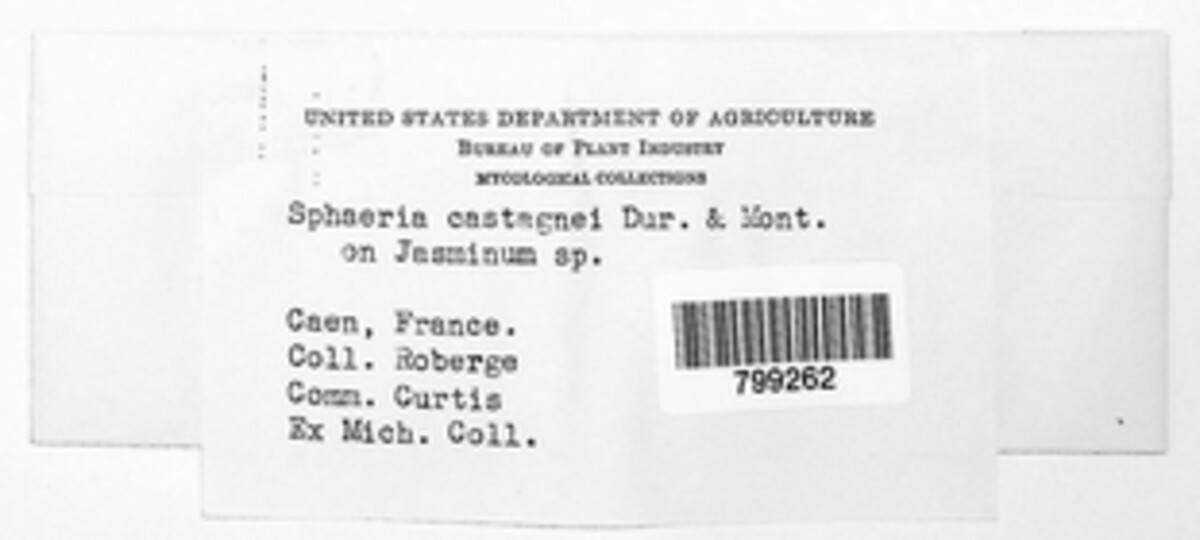 UNITED STATES DEPARTMENT OF AGRICULTURE
BUREAU OF PLANT INDUSTRY
MYCOLOGICAL COLLECTIONS
Sphaeria castagnei Dur. & Mont.
on Jasminum sp.
Caen, France.
Coll. Roberge
Comm. Curtis
Ex Mich. Coll.
799262